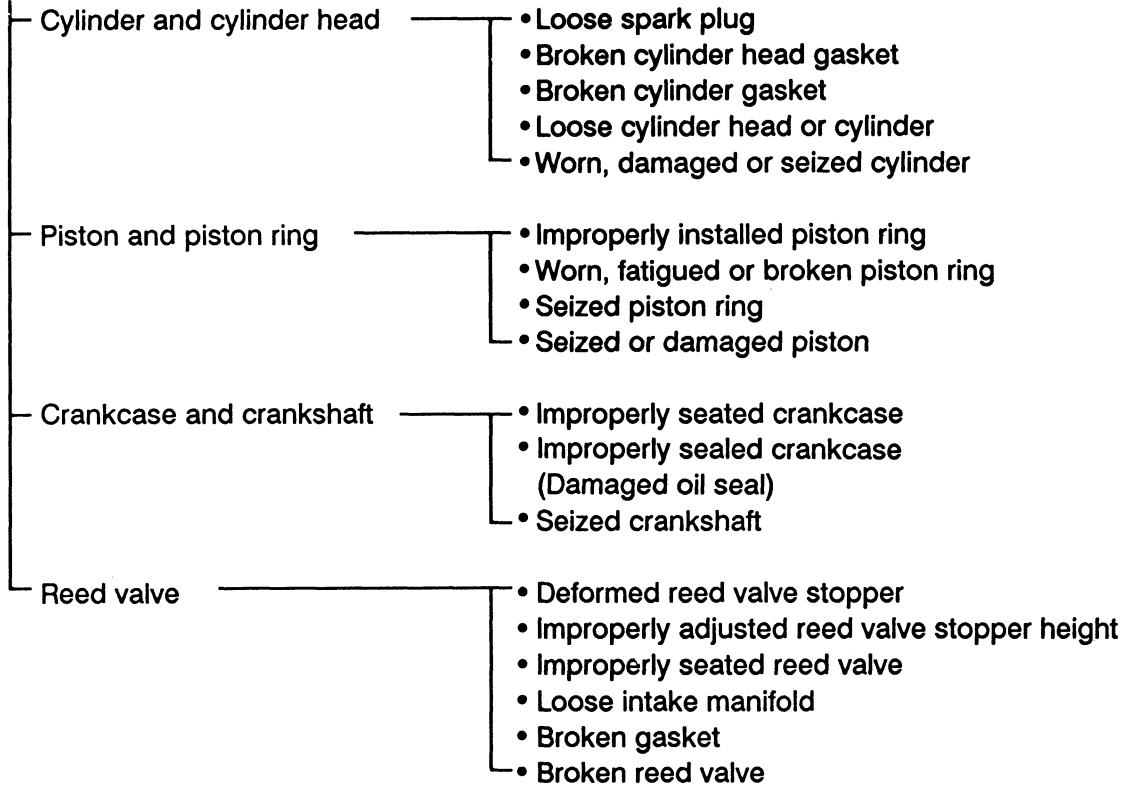 Cylinder and cylinder head
• Loose spark plug
• Broken cylinder head gasket
• Broken cylinder gasket
• Loose cylinder head or cylinder
• Worn, damaged or seized cylinder
Piston and piston ring
• Improperly installed piston ring
• Worn, fatigued or broken piston ring
• Seized piston ring
• Seized or damaged piston
Crankcase and crankshaft
• Improperly seated crankcase
• Improperly sealed crankcase
(Damaged oil seal)
• Seized crankshaft
Reed valve
• Deformed reed valve stopper
• Improperly adjusted reed valve stopper height
• Improperly seated reed valve
• Loose intake manifold
• Broken gasket
• Broken reed valve